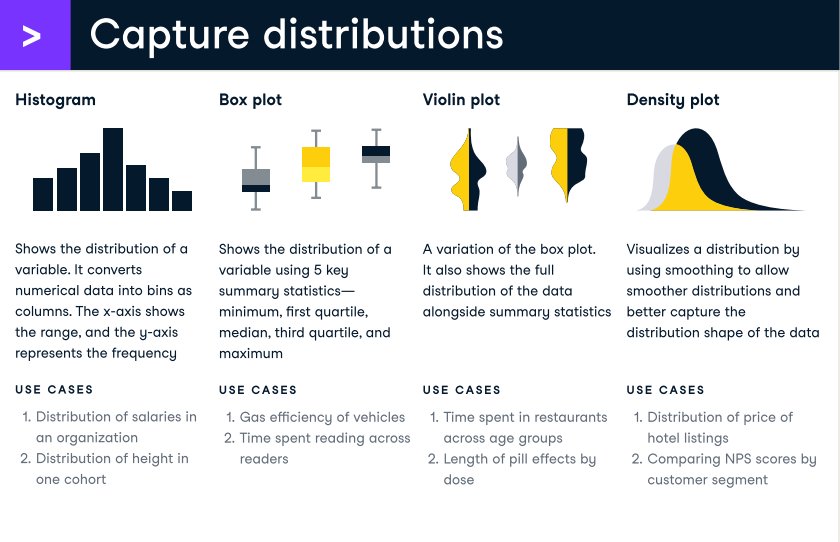 > Capture distributions
Histogram
Shows the distribution of a
variable. It converts
numerical data into bins as
columns. The x-axis shows
the range, and the y-axis
represents the frequency
USE CASES
1. Distribution of salaries in
an organization
2. Distribution of height in
one cohort
Box plot
Shows the distribution of a
variable using 5 key
summary statistics—
minimum, first quartile,
median, third quartile, and
maximum
USE CASES
1. Gas efficiency of vehicles
2. Time spent reading across
readers
Violin plot
A variation of the box plot.
It also shows the full
distribution of the data
alongside summary statistics
USE CASES
1. Time spent in restaurants
across age groups
2. Length of pill effects by
dose
Density plot
Visualizes a distribution by
using smoothing to allow
smoother distributions and
better capture the
distribution shape of the data
USE CASES
1. Distribution of price of
hotel listings
2. Comparing NPS scores by
customer segment